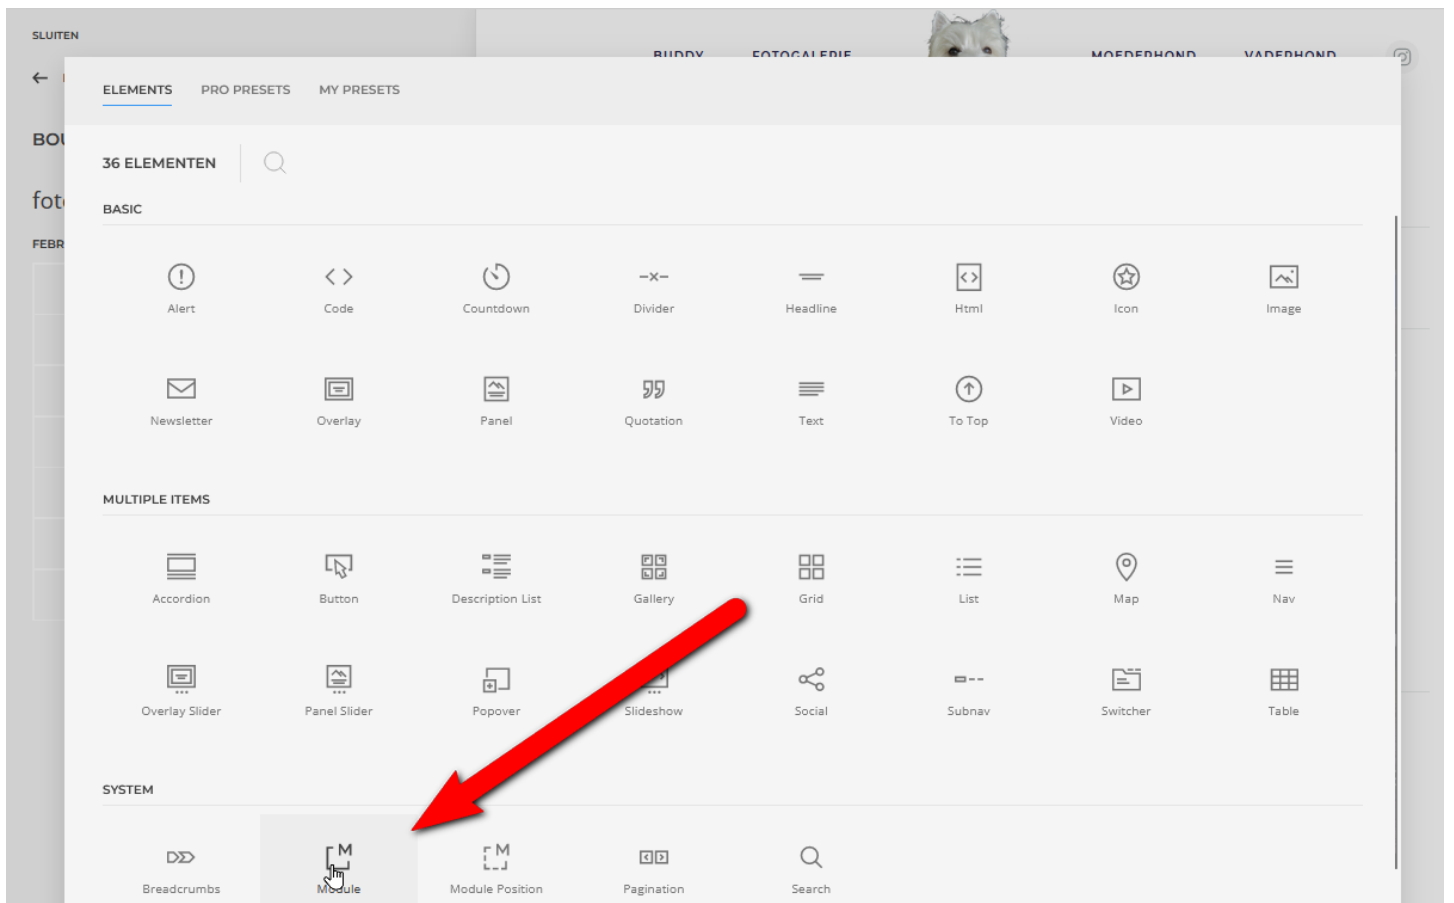 SLUITEN
BUDDY FOTOGALERIE MOEDERHOND VADERHOND
ELEMENTS PRO PRESETS MY PRESETS
BOU
36 ELEMENTEN
fot
BASIC
FEBR
Alert Code Countdown Divider Headline Html Icon Image
Newsletter Overlay Panel Quotation Text To Top Video
MULTIPLE ITEMS
Accordion Button Description List Gallery Grid List Map Nav
Overlay Slider Panel Slider Popover Slideshow Social Subnav Switcher Table
SYSTEM
M M
Breadcrumbs Module Module Position Pagination Search